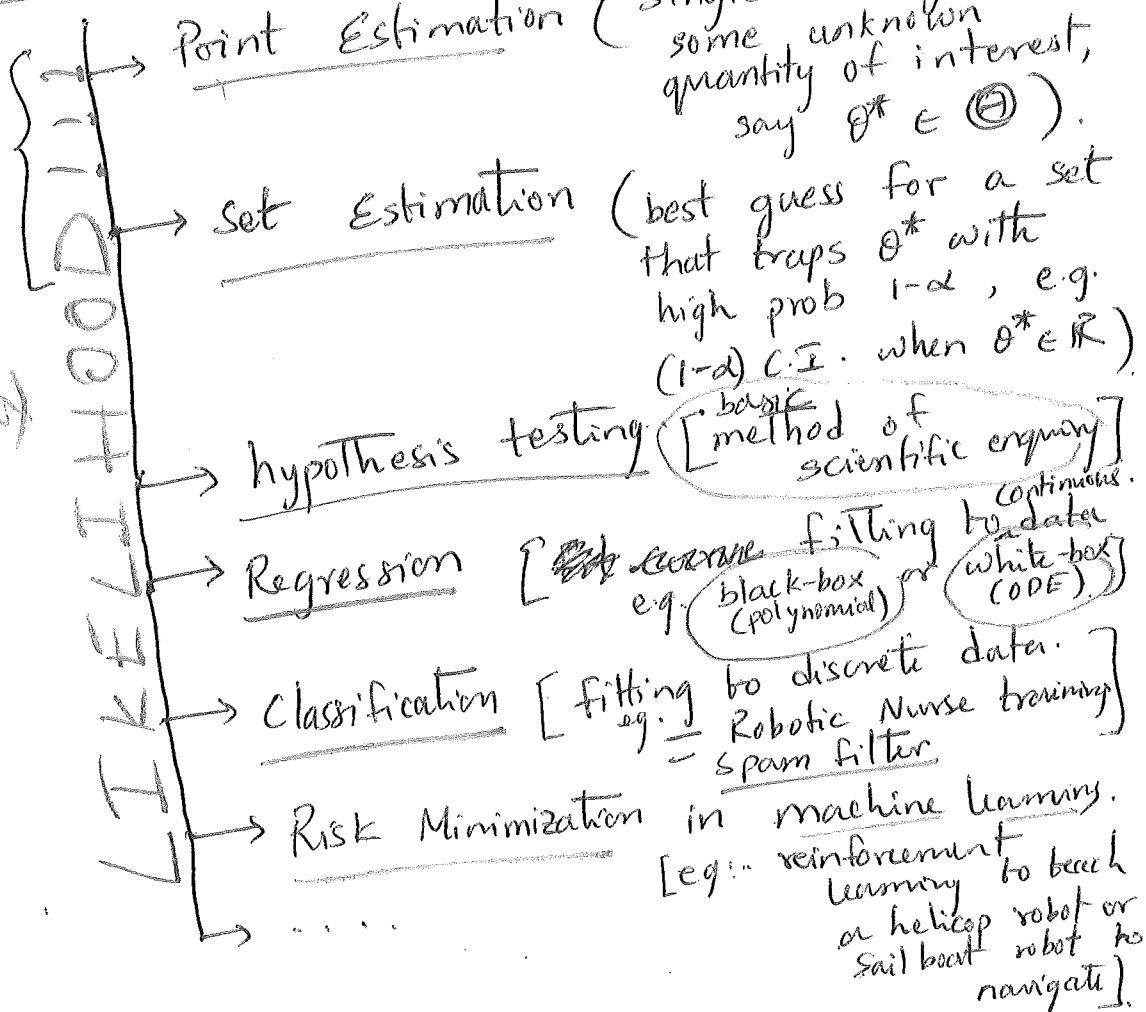 Point Estimation (
some unknown
quantity of interest,
say θ* ∈ Θ).
Set Estimation (best guess for a set
that traps θ* with
high prob 1-α, e.g.
(1-α) C.I. when θ* ∈ ℝ)
hypothesis testing [basic method of
scientific enquiry]
Regression [ fitting to continuous. data
e.g. black-box or white-box
(polynomial) (ODE).]
Classification [fitting to discrete data.
eg. Robotic Nurse training]
spam filter
Risk Minimization in machine learning.
[eg:- reinforcement
learning to teach
a helicop robot or
sail boat robot to
navigate].
. . . .
LIKELIHOOD